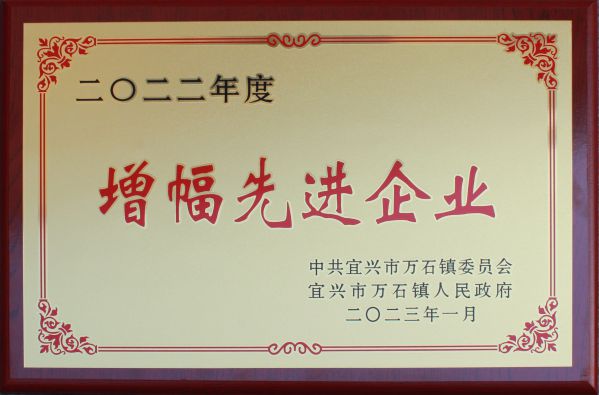 二〇二二年度
增幅先进企业
中共宜兴市万石镇委员会
宜兴市万石镇人民政府
二〇二三年一月